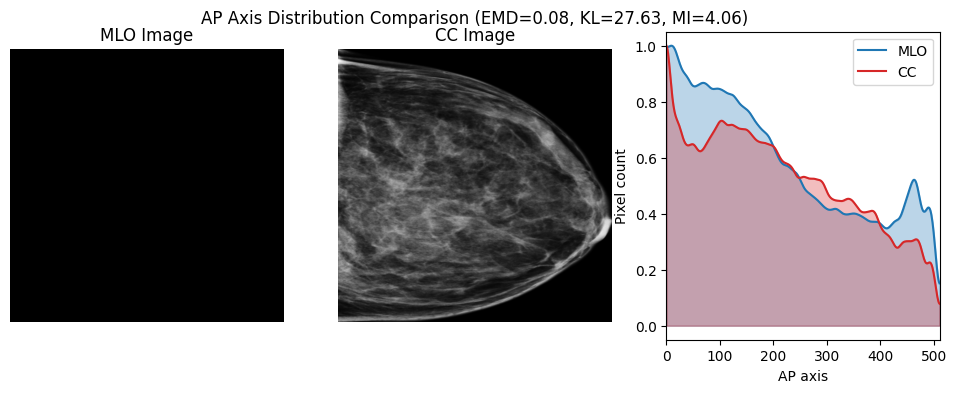 AP Axis Distribution Comparison (EMD=0.08, KL=27.63, MI=4.06)
MLO Image
CC Image
MLO
CC
Pixel count
1.0
0.8
0.6
0.4
0.2
0.0
0 100 200 300 400 500
AP axis